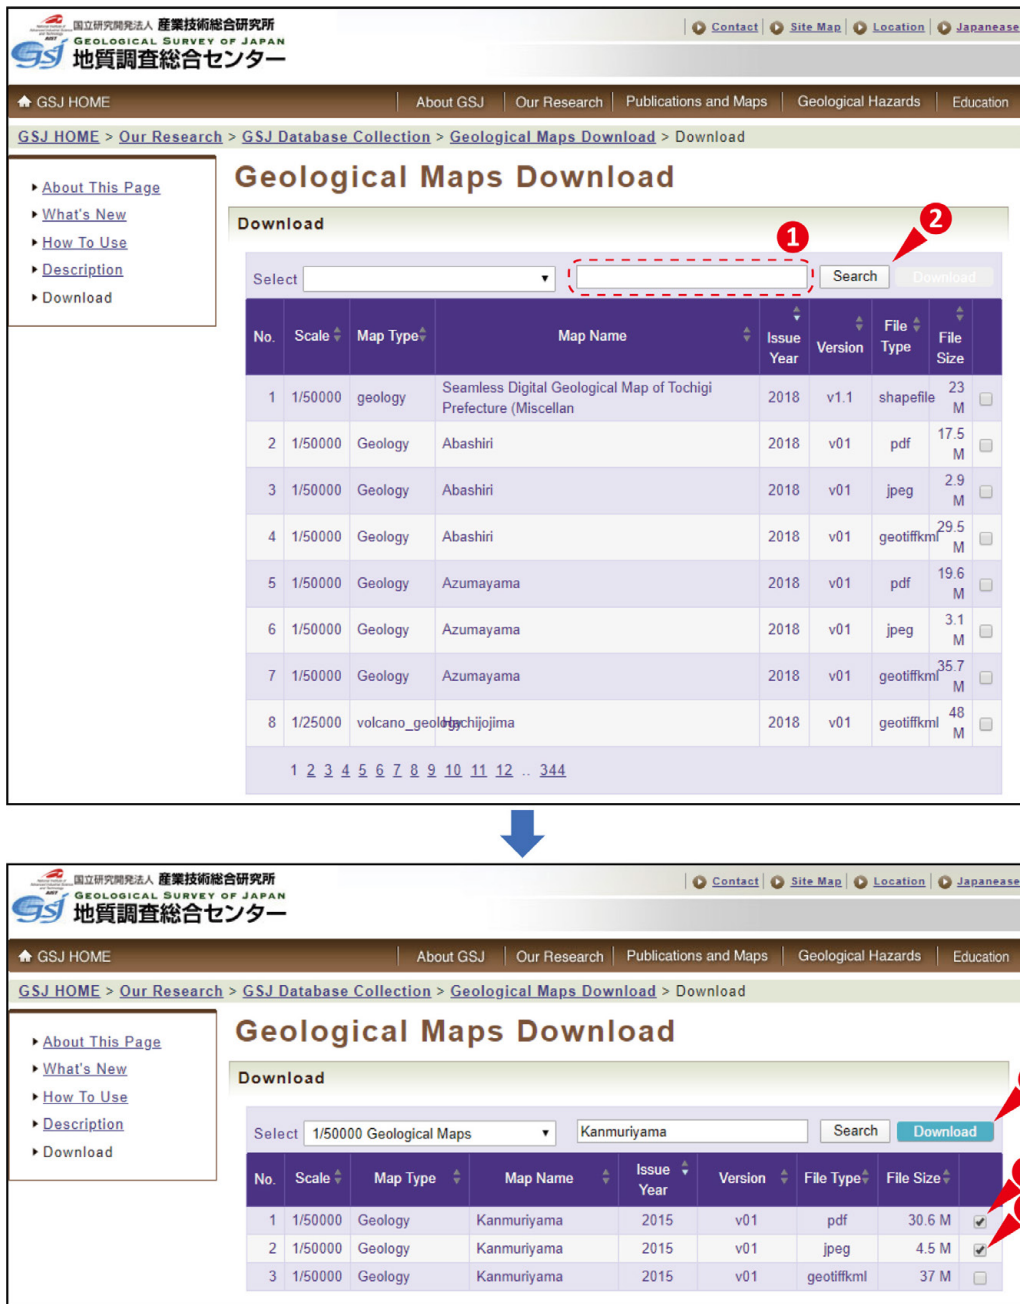 国立研究開発法人 産業技術総合研究所
GEOLOGICAL SURVEY OF JAPAN
地質調査総合センター
Contact Site Map Location Japanease
GSJ HOME About GSJ Our Research Publications and Maps Geological Hazards Education
GSJ HOME > Our Research > GSJ Database Collection > Geological Maps Download > Download
About This Page
What's New
How To Use
Description
Download
Geological Maps Download
Download
1 2
Select Search Download
No. Scale Map Type Map Name Issue Year Version File Type File Size
1 1/50000 geology Seamless Digital Geological Map of Tochigi Prefecture (Miscellan 2018 v1.1 shapefile 23 M
2 1/50000 Geology Abashiri 2018 v01 pdf 17.5 M
3 1/50000 Geology Abashiri 2018 v01 jpeg 2.9 M
4 1/50000 Geology Abashiri 2018 v01 geotiffkml 29.5 M
5 1/50000 Geology Azumayama 2018 v01 pdf 19.6 M
6 1/50000 Geology Azumayama 2018 v01 jpeg 3.1 M
7 1/50000 Geology Azumayama 2018 v01 geotiffkml 35.7 M
8 1/25000 volcano_geology Hachijojima 2018 v01 geotiffkml 48 M
1 2 3 4 5 6 7 8 9 10 11 12 .. 344
国立研究開発法人 産業技術総合研究所
GEOLOGICAL SURVEY OF JAPAN
地質調査総合センター
Contact Site Map Location Japanease
GSJ HOME About GSJ Our Research Publications and Maps Geological Hazards Education
GSJ HOME > Our Research > GSJ Database Collection > Geological Maps Download > Download
About This Page
What's New
How To Use
Description
Download
Geological Maps Download
Download
Select 1/50000 Geological Maps Kanmuriyama Search Download
No. Scale Map Type Map Name Issue Year Version File Type File Size
1 1/50000 Geology Kanmuriyama 2015 v01 pdf 30.6 M
2 1/50000 Geology Kanmuriyama 2015 v01 jpeg 4.5 M
3 1/50000 Geology Kanmuriyama 2015 v01 geotiffkml 37 M